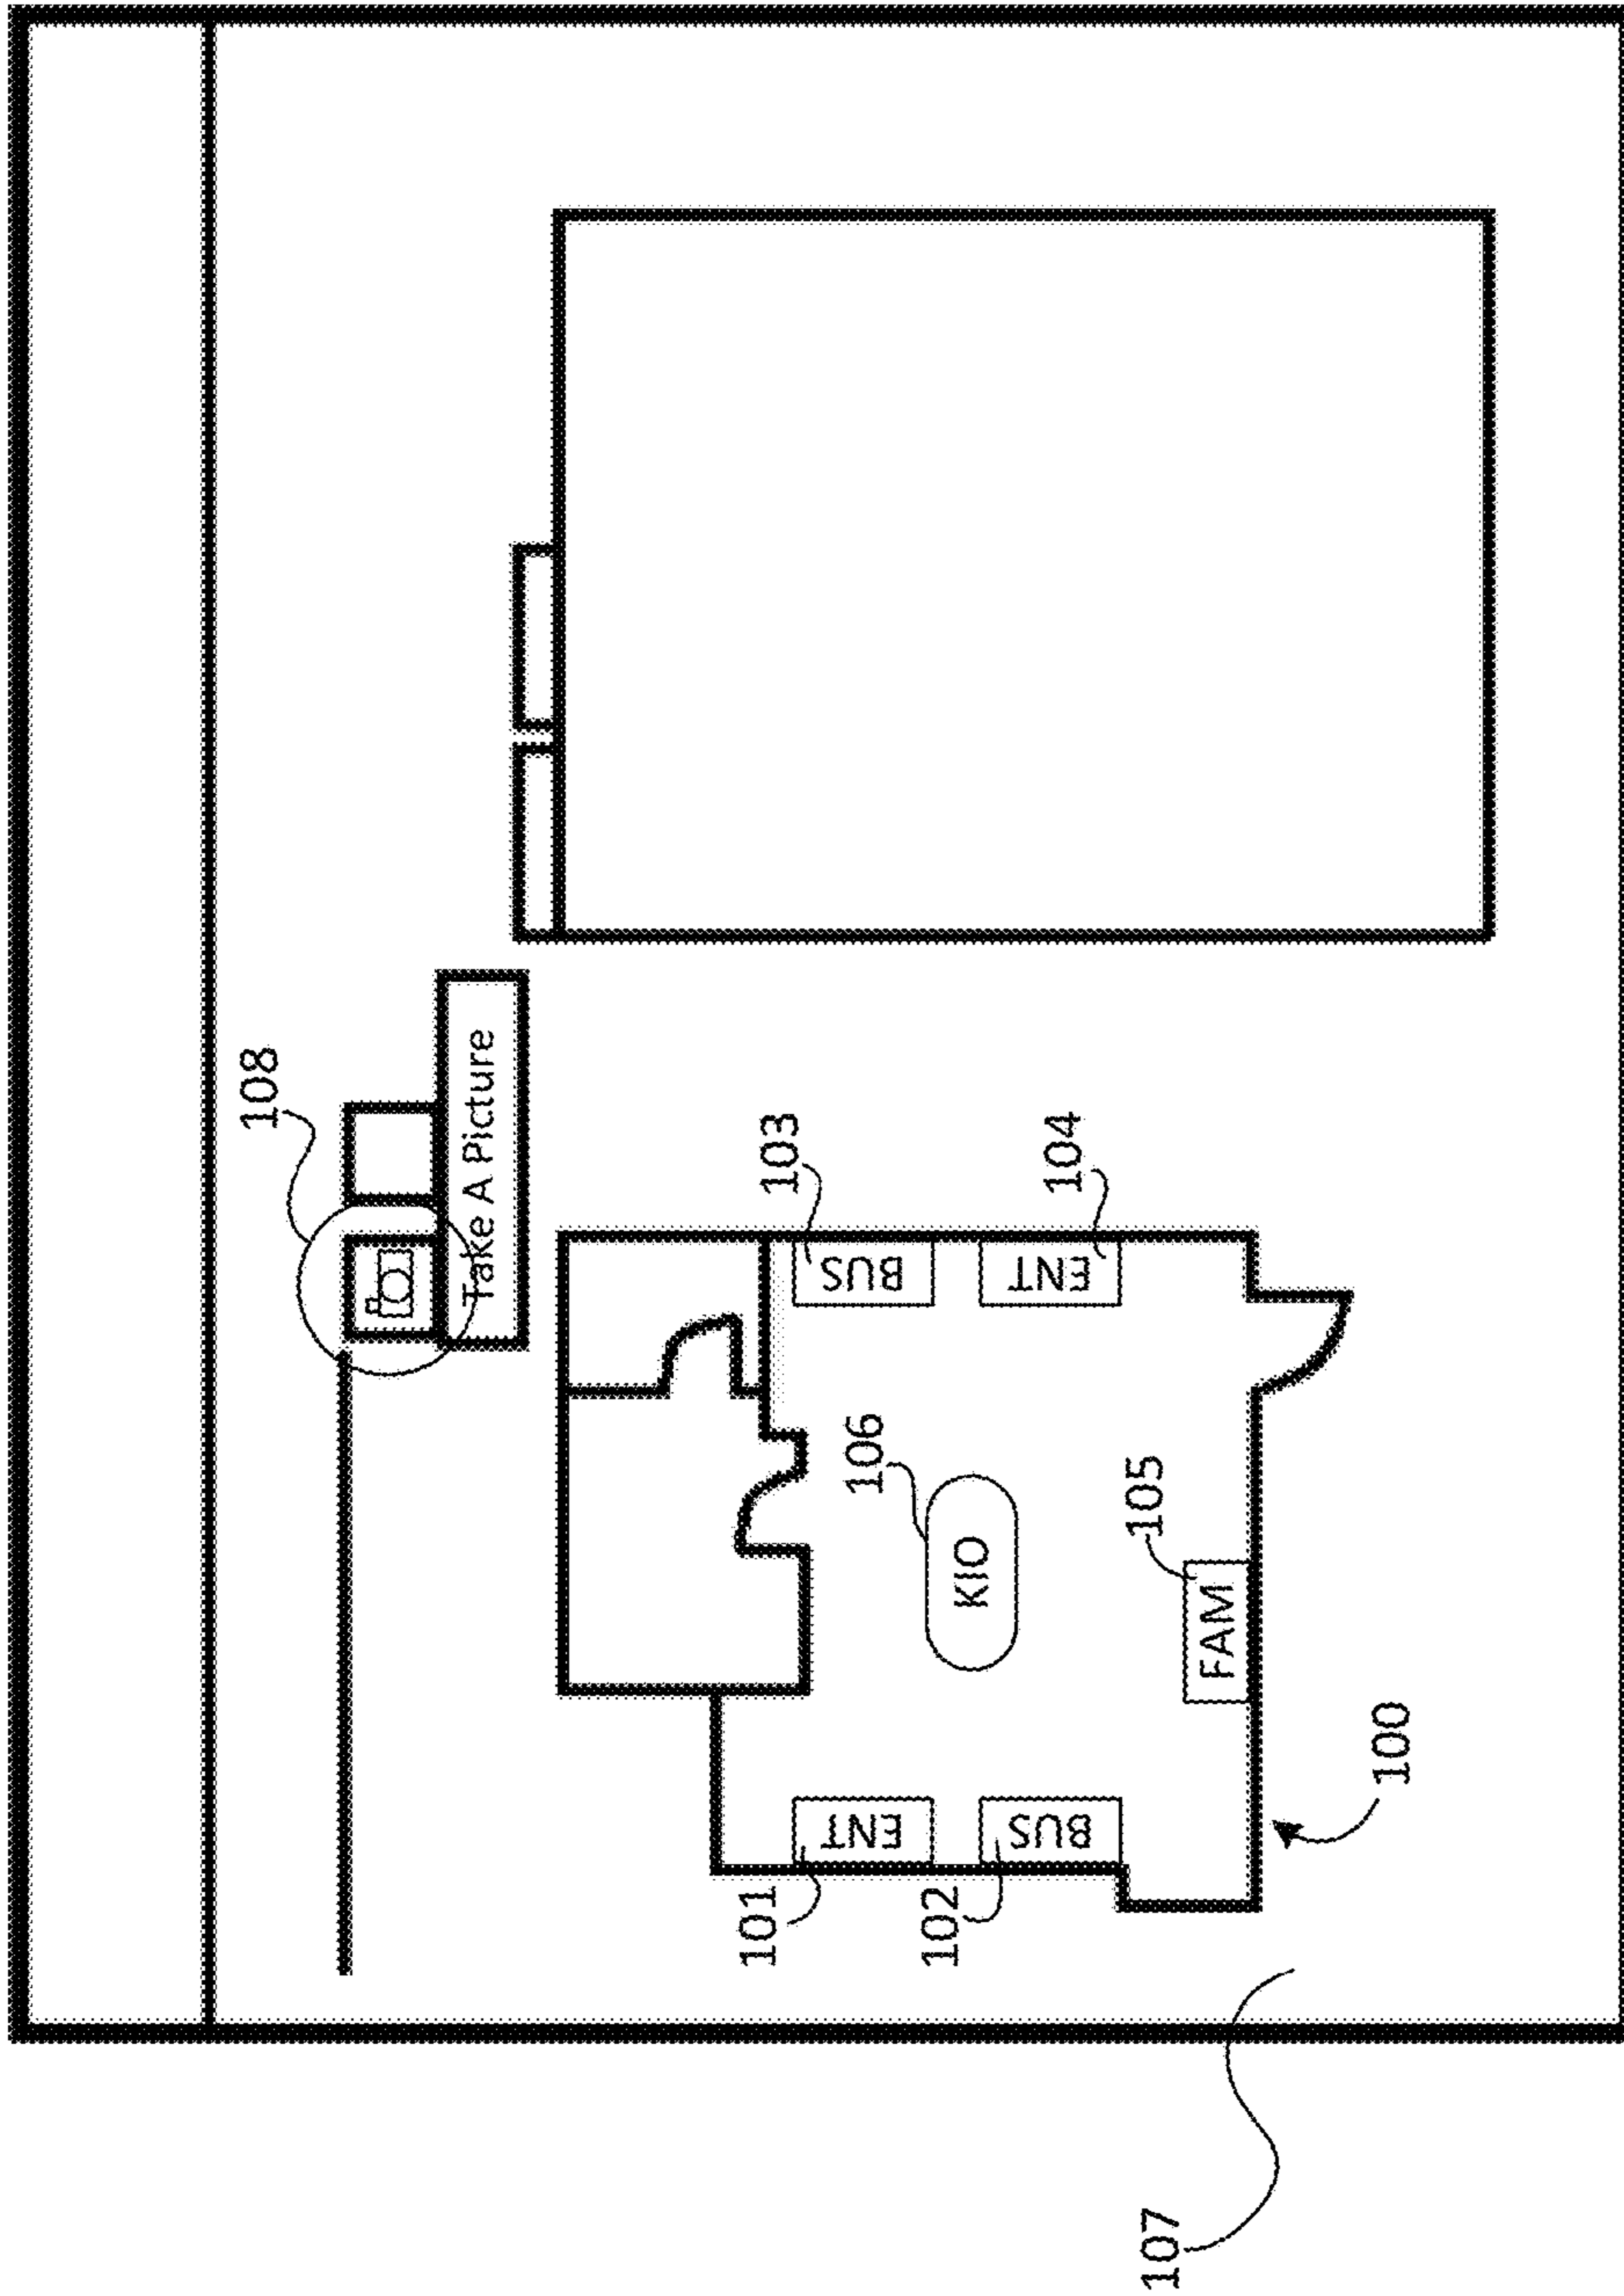 108
Take A Picture
101
103
ENT
BUS
106
102
KIO
104
BUS
ENT
105
107
FAM
100